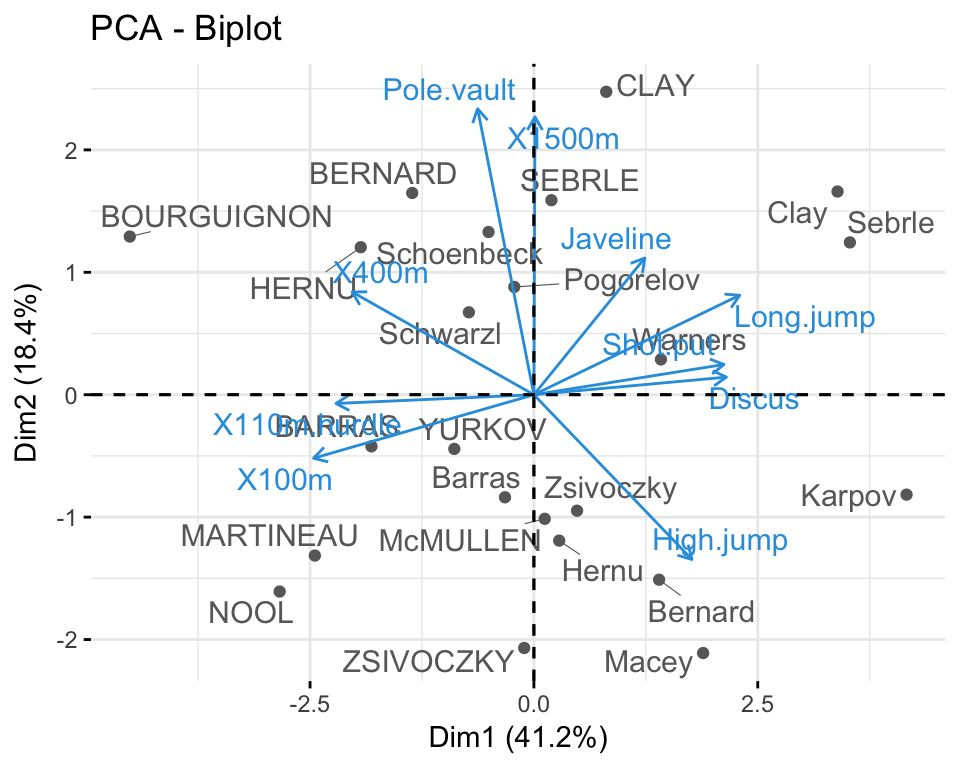 PCA - Biplot
Pole.vault
CLAY
X1500m
BERNARD
SEBRLE
BOURGUIGNON
Clay
Sebrle
Schoenbeck
Javeline
X400m
HERNU
Pogorelov
Schwarzl
Long.jump
Warners
Shot.put
Discus
X110m.hurdle
BARRAS
YURKOV
X100m
Barras
Zsivoczky
Karpov
MARTINEAU
McMULLEN
High.jump
Hernu
NOOL
Bernard
ZSIVOCZKY
Macey
2
1
0
-1
-2
Dim2 (18.4%)
-2.5
0.0
2.5
Dim1 (41.2%)